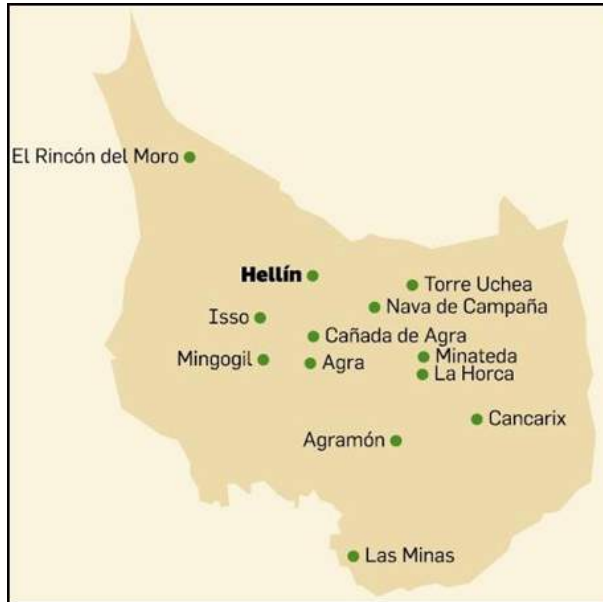 El Rincón del Moro
Hellín
Torre Uchea
Nava de Campaña
Isso
Cañada de Agra
Mingogil
Agra
Minateda
La Horca
Cancarix
Agramón
Las Minas